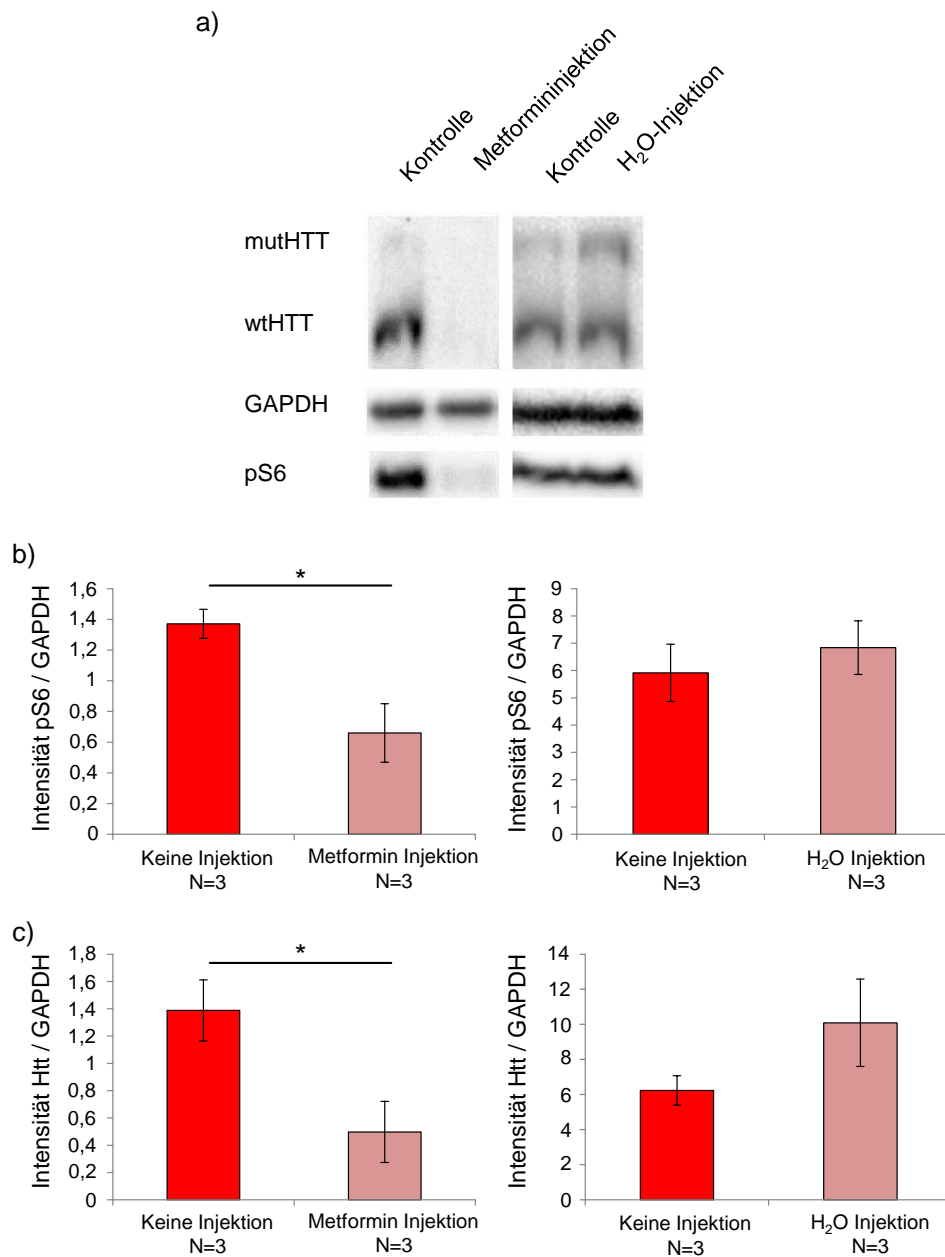 a)
Kontrolle
Metformininjektion
Kontrolle
H₂O-Injektion
mutHTT
wtHTT
GAPDH
pS6
b)
Intensität pS6 / GAPDH
1,6
1,4
1,2
1
0,8
0,6
0,4
0,2
0
*
Keine Injektion
N=3
Metformin Injektion
N=3
Intensität pS6 / GAPDH
9
8
7
6
5
4
3
2
1
0
Keine Injektion
N=3
H₂O Injektion
N=3
c)
Intensität Htt / GAPDH
1,8
1,6
1,4
1,2
1
0,8
0,6
0,4
0,2
0
*
Keine Injektion
N=3
Metformin Injektion
N=3
Intensität Htt / GAPDH
14
12
10
8
6
4
2
0
Keine Injektion
N=3
H₂O Injektion
N=3